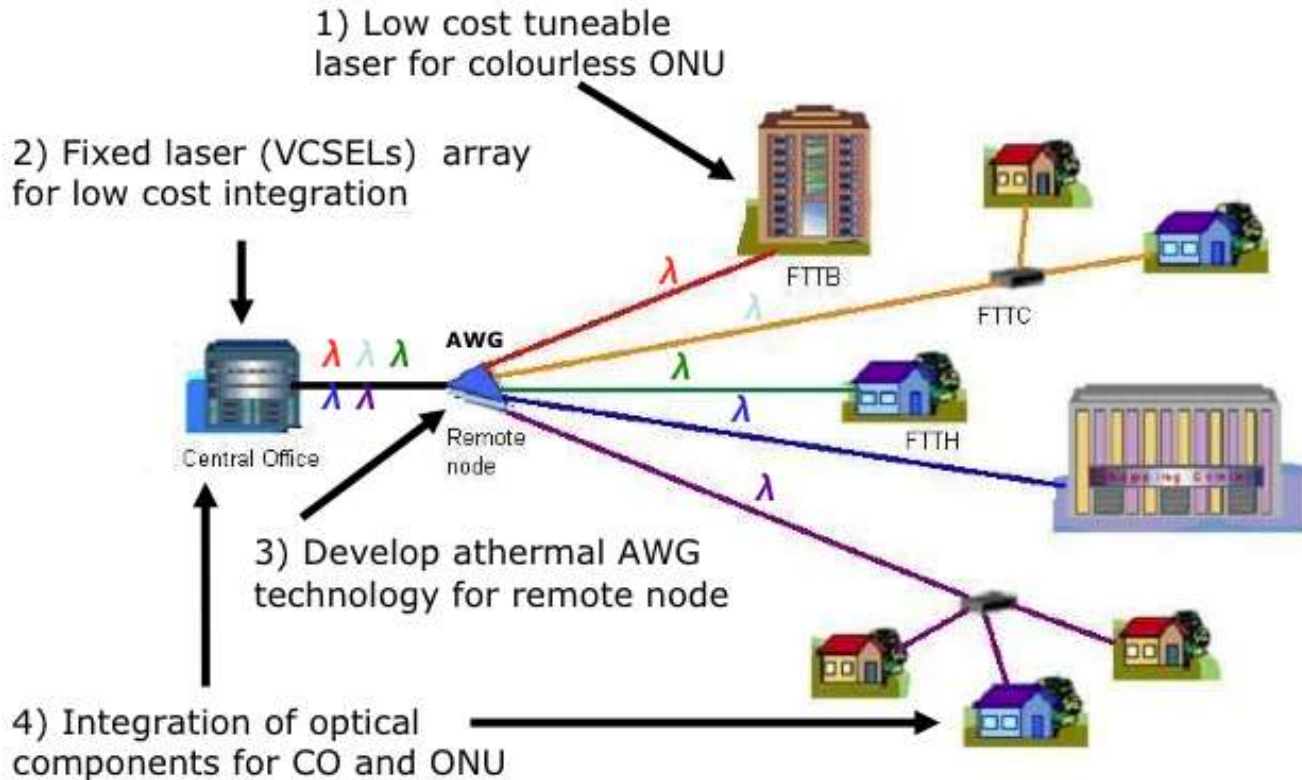 1) Low cost tuneable
laser for colourless ONU
2) Fixed laser (VCSELs) array
for low cost integration
λ
FTTB
λ
FTTC
AWG
λ λ λ
λ
λ λ
λ
FTTH
Central Office
Remote
node
λ
3) Develop athermal AWG
technology for remote node
4) Integration of optical
components for CO and ONU